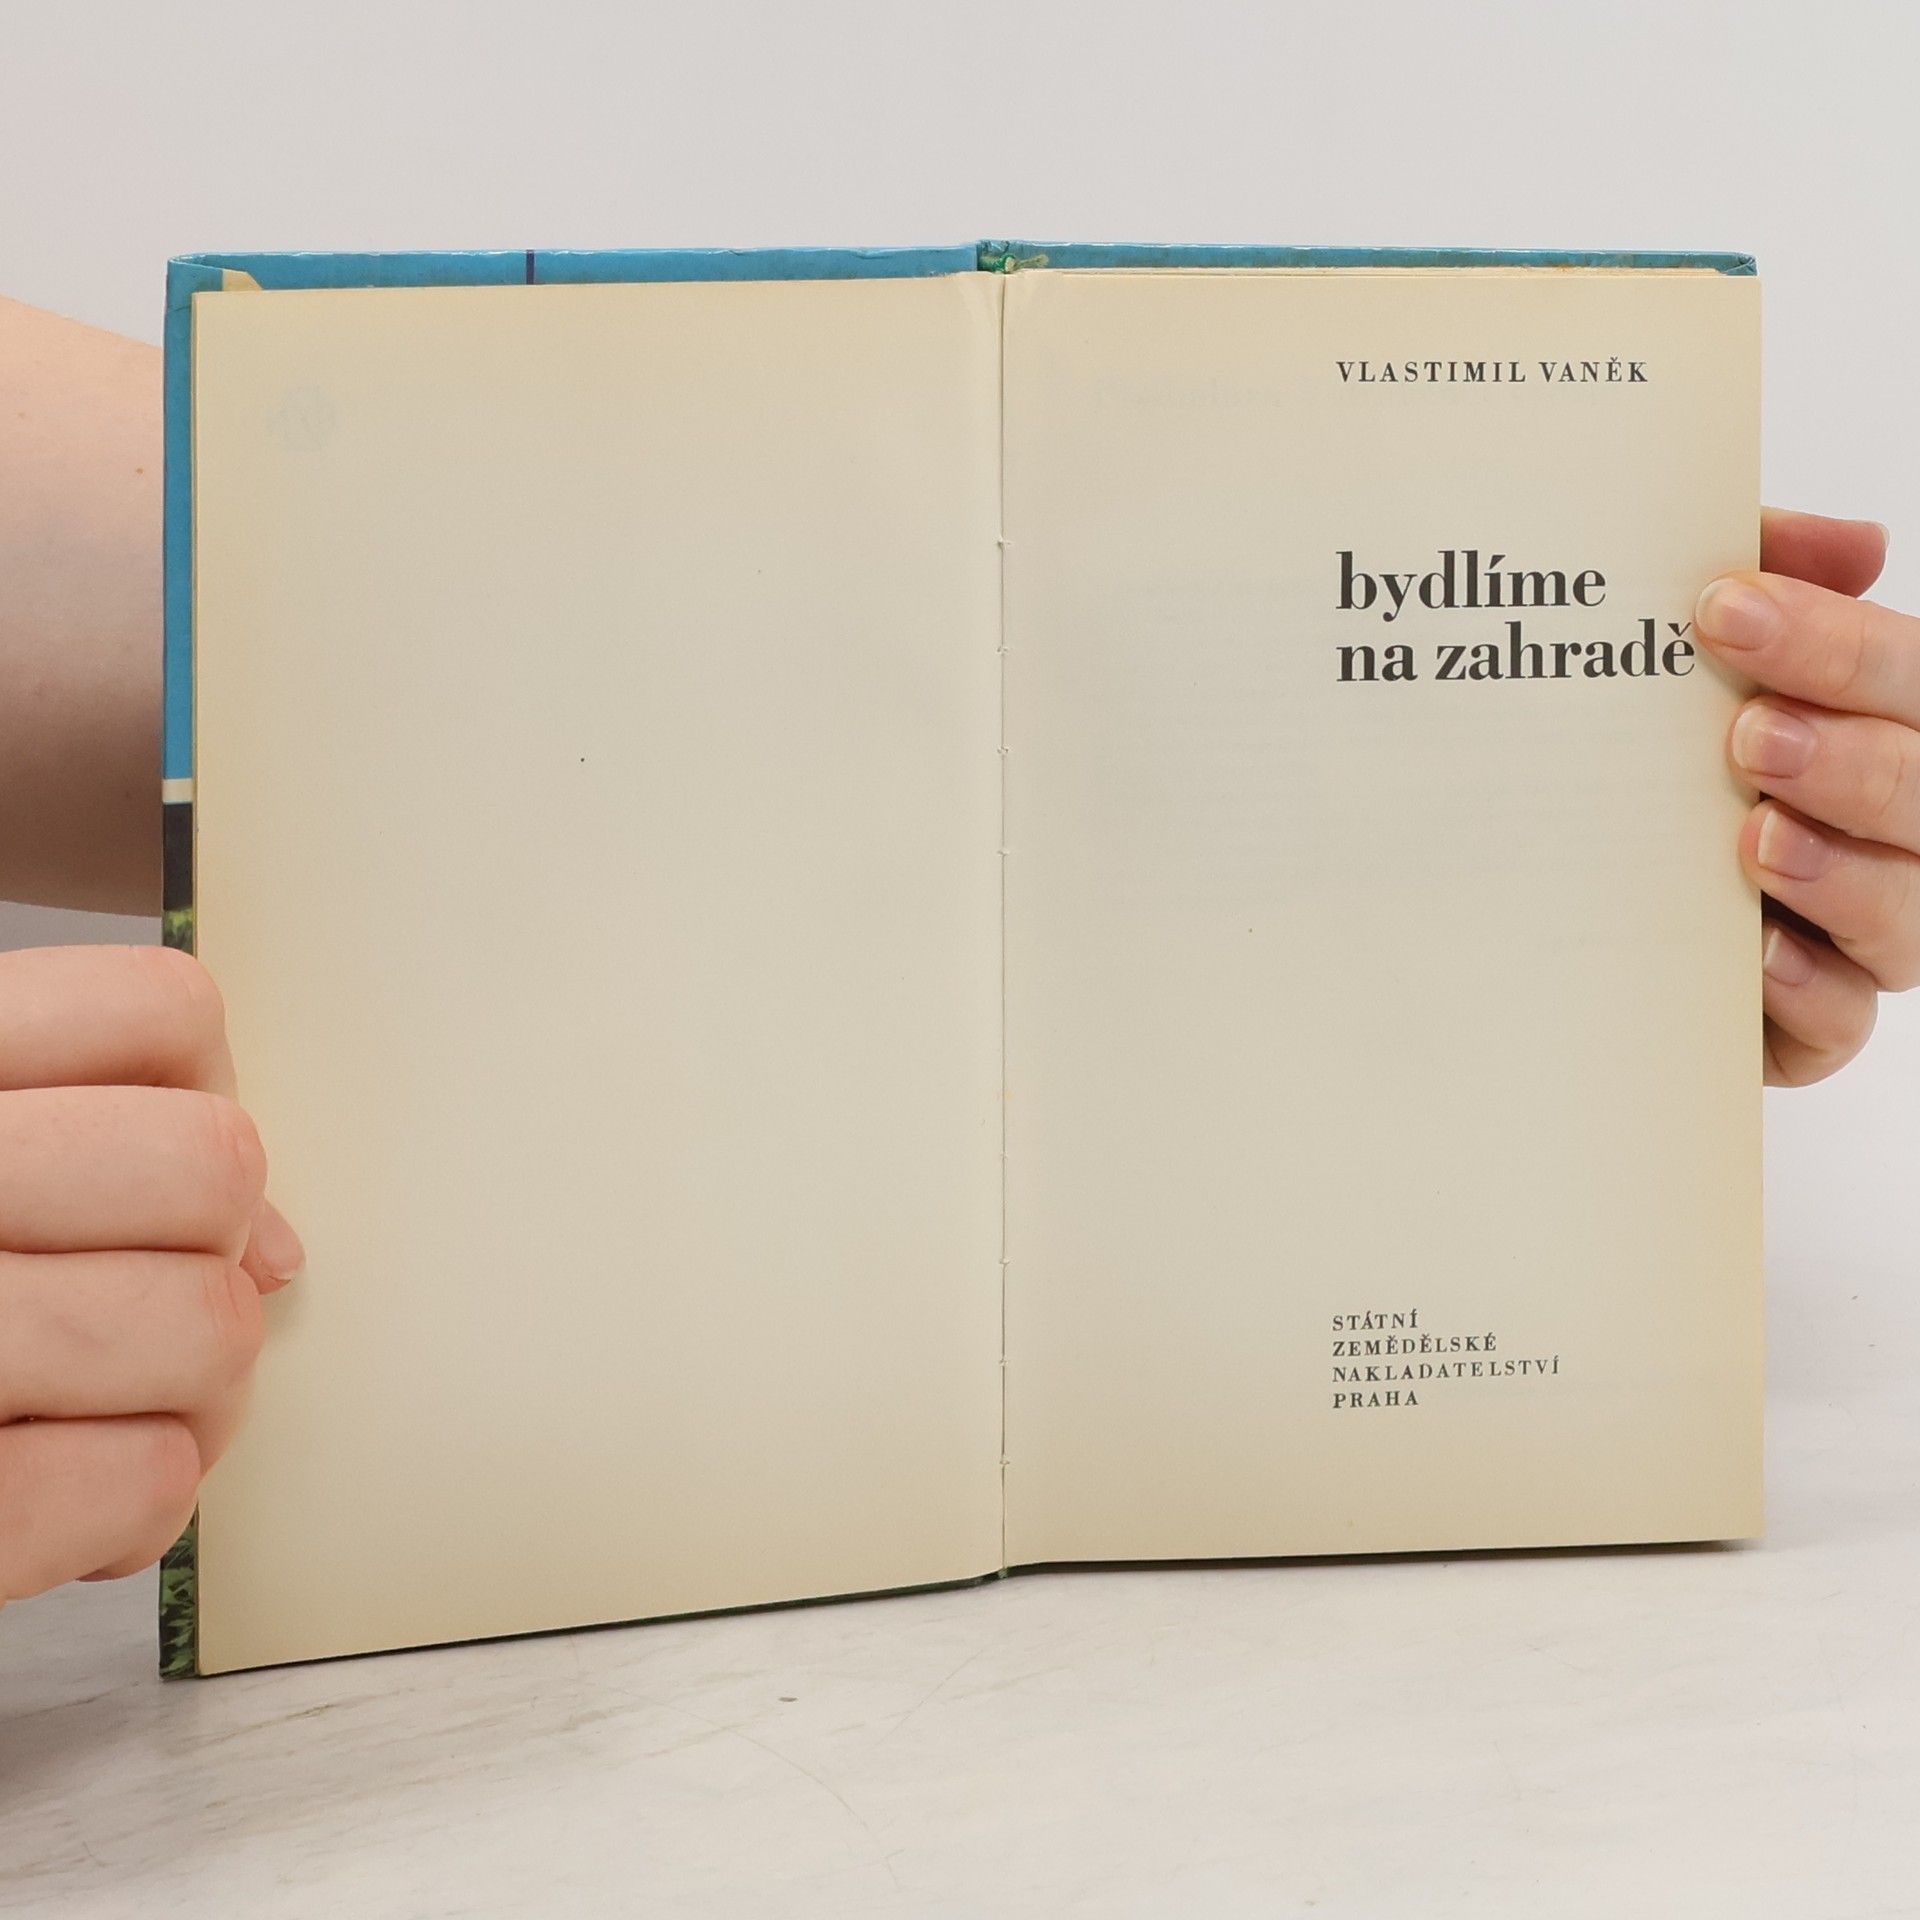 VLASTIMIL VANĚK
bydlíme
na zahradě
STÁTNÍ
ZEMĚDĚLSKÉ
NAKLADATELSTVÍ
PRAHA